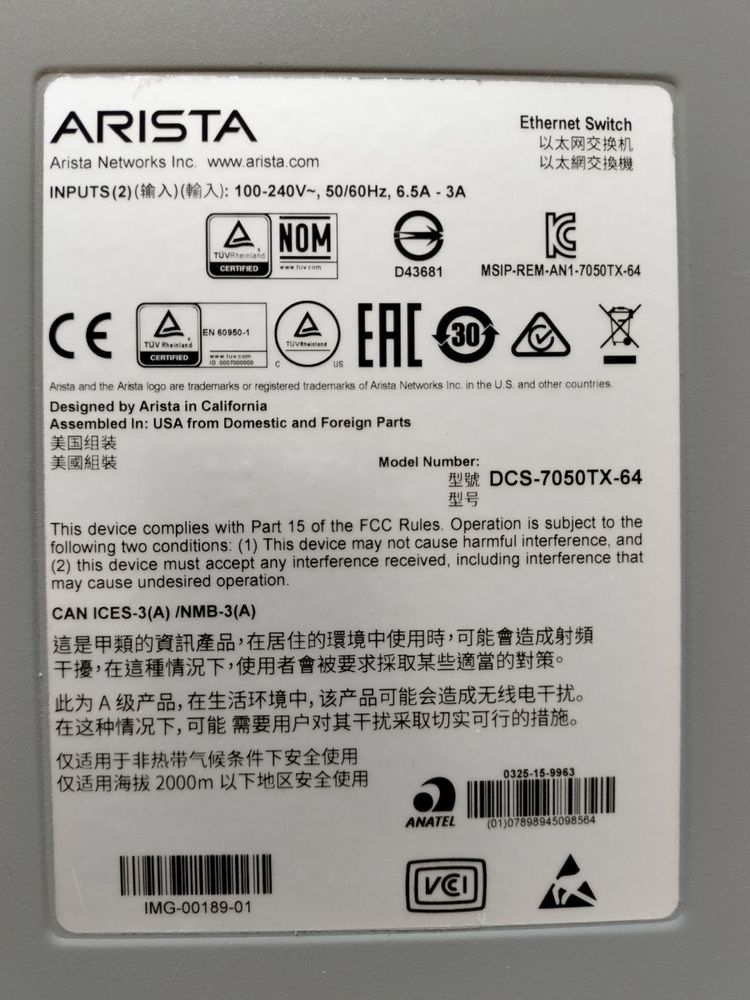 ARISTA
Arista Networks Inc. www.arista.com
Ethernet Switch
以太网交换机
以太網交換機
INPUTS(2)(输入)(輸入): 100-240V~, 50/60Hz, 6.5A - 3A
TÜVRheinland
CERTIFIED
NOM
www.tuv.com
D43681
MSIP-REM-AN1-7050TX-64
CE
TÜVRheinland
CERTIFIED
EN 60950-1
www.tuv.com
ID 0007000000
TÜVRheinland
C US
EAC
30
Arista and the Arista logo are trademarks or registered trademarks of Arista Networks Inc. in the U.S. and other countries.
Designed by Arista in California
Assembled In: USA from Domestic and Foreign Parts
美国组装
美國組裝
Model Number:
型號 DCS-7050TX-64
型号
This device complies with Part 15 of the FCC Rules. Operation is subject to the
following two conditions: (1) This device may not cause harmful interference, and
(2) this device must accept any interference received, including interference that
may cause undesired operation.
CAN ICES-3(A) /NMB-3(A)
這是甲類的資訊產品,在居住的環境中使用時,可能會造成射頻
干擾,在這種情況下,使用者會被要求採取某些適當的對策。
此为 A 级产品,在生活环境中,该产品可能会造成无线电干扰。
在这种情况下,可能 需要用户对其干扰采取切实可行的措施。
仅适用于非热带气候条件下安全使用
仅适用海拔 2000m 以下地区安全使用
ANATEL
0325-15-9963
(01)07898945098564
IMG-00189-01
VCI